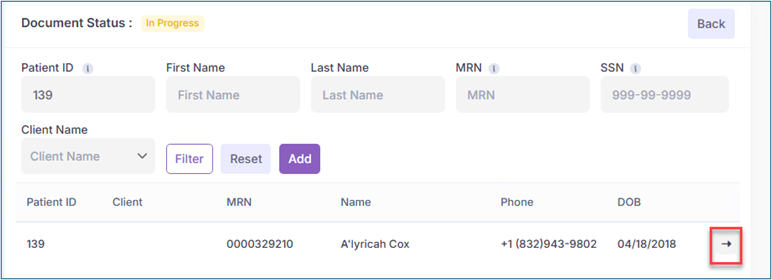 Document Status : In Progress Back
Patient ID i First Name Last Name MRN i SSN i
139 First Name Last Name MRN 999-99-9999
Client Name
Client Name Filter Reset Add
Patient ID Client MRN Name Phone DOB
139 0000329210 A'lyricah Cox +1 (832)943-9802 04/18/2018 →